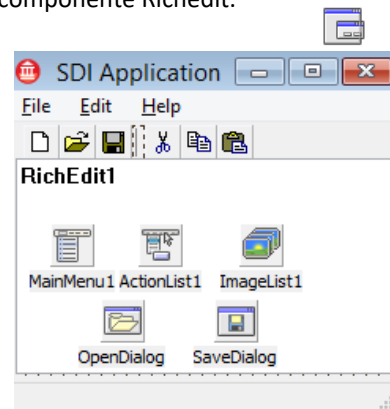 componente Richedit.
SDI Application
File Edit Help
RichEdit1
MainMenu1 ActionList1 ImageList1
OpenDialog SaveDialog